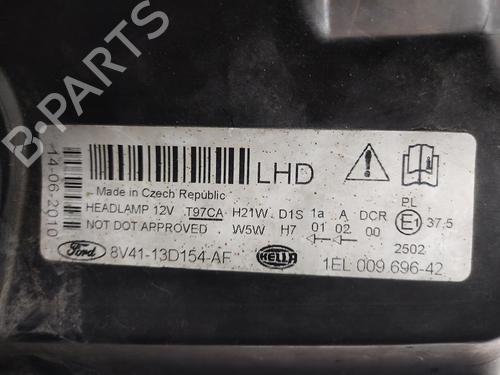 B-PARTS
14-06-2010
LHD
Made in Czech Republic
HEADLAMP 12V T97CA H21W D1S 1a A DCR PL
NOT DOT APPROVED W5W H7 01 02 00 E1 37.5
2502
Ford 8V41-13D154-AF HELLA 1EL 009.696-42